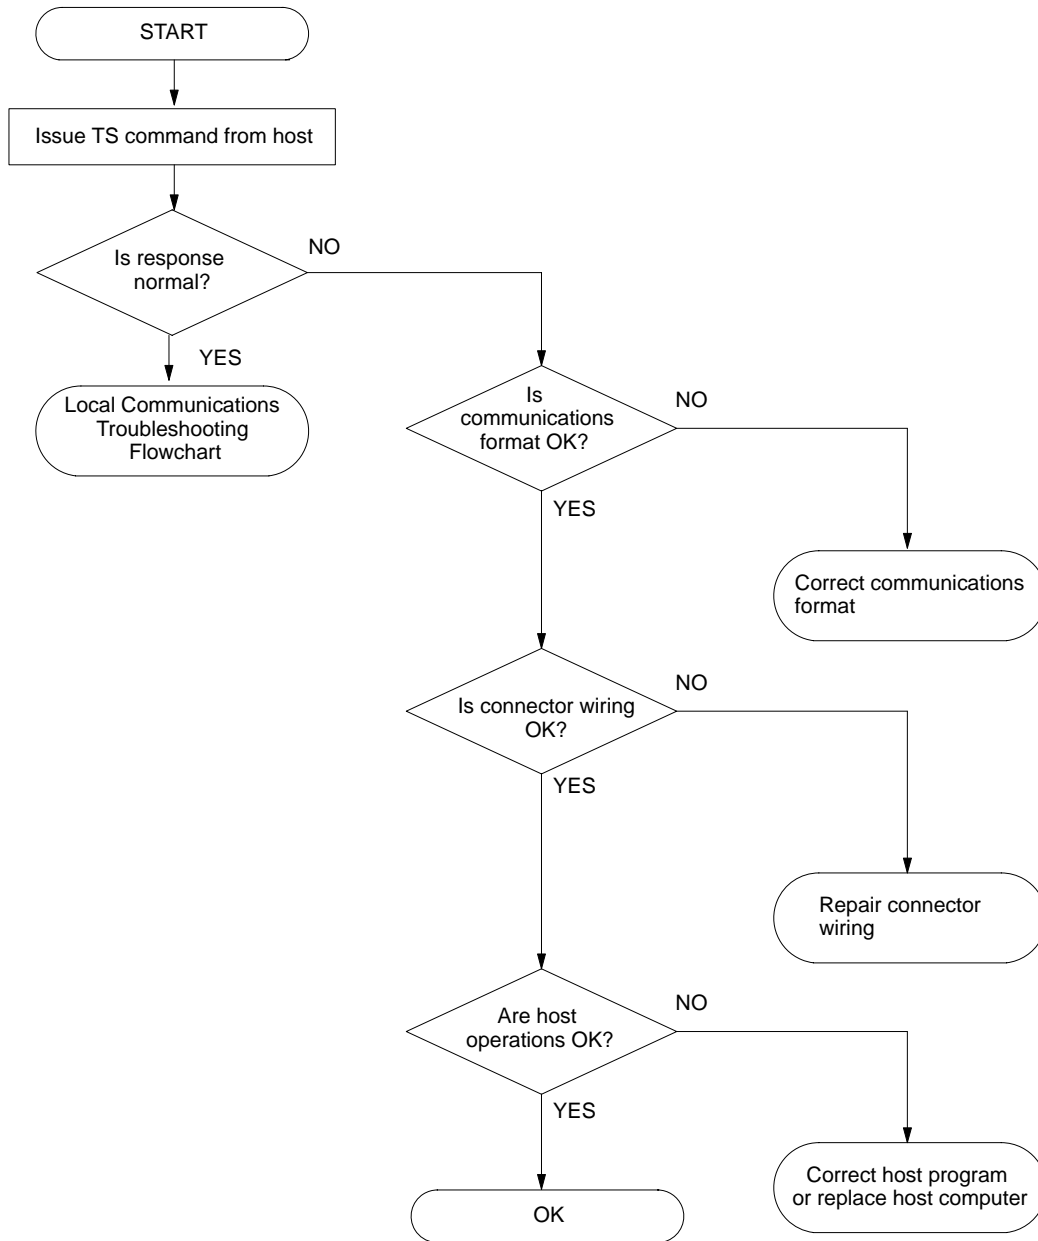 START
Issue TS command from host
Is response
normal?
NO
YES
Local Communications
Troubleshooting
Flowchart
Is
communications
format OK?
NO
YES
Correct communications
format
Is connector wiring
OK?
NO
YES
Repair connector
wiring
Are host
operations OK?
NO
YES
Correct host program
or replace host computer
OK